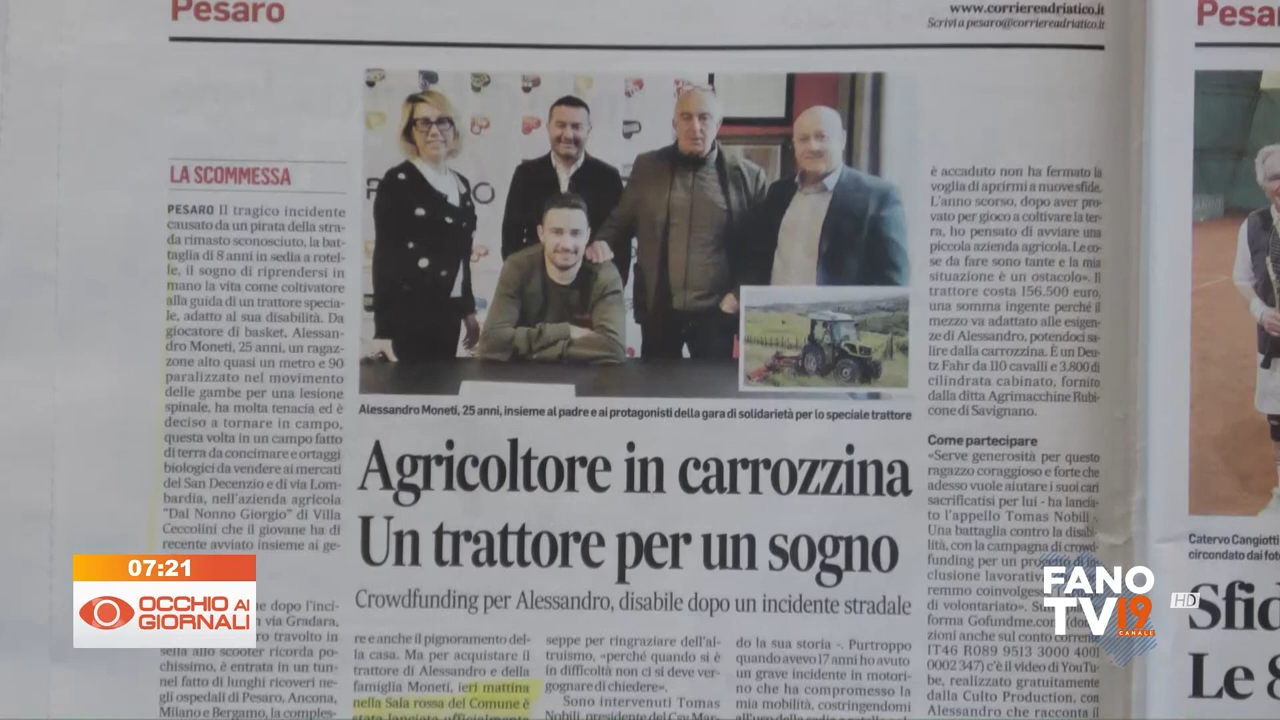 Pesaro
www.corriereadriatico.it
Scrivi a pesaro@corriereadriatico.it
Pesar
LA SCOMMESSA
PESARO Il tragico incidente
causato da un pirata della stra-
da rimasto sconosciuto, la bat-
taglia di 8 anni in sedia a rotel-
le, il sogno di riprendersi in
mano la vita come coltivatore
alla guida di un trattore specia-
le, adatto al sua disabilità. Da
giocatore di basket, Alessan-
dro Moneti, 25 anni, un ragaz-
zone alto quasi un metro e 90
paralizzato nel movimento
delle gambe per una lesione
spinale, ha molta tenacia ed è
deciso a tornare in campo,
questa volta in un campo fatto
di terra da concimare e ortaggi
biologici da vendere ai mercati
del San Decenzio e di via Lom-
bardia, nell'azienda agricola
"Dal Nonno Giorgio" di Villa
Ceccolini che il giovane ha di
recente avviato insieme ai ge-
e dopo l'inci-
via Gradara,
ro travolto in
sella allo scooter ricorda po-
chissimo, è entrata in un tun-
nel fatto di lunghi ricoveri ne-
gli ospedali di Pesaro, Ancona,
Milano e Bergamo, la comples-
Alessandro Moneti, 25 anni, insieme al padre e ai protagonisti della gara di solidarietà per lo speciale trattore
Agricoltore in carrozzina
Un trattore per un sogno
Crowdfunding per Alessandro, disabile dopo un incidente stradale
re e anche il pignoramento del-
la casa. Ma per acquistare il
trattore di Alessandro e della
famiglia Moneti, ieri mattina
nella Sala rossa del Comune è
stata lanciata ufficialmente
seppe per ringraziare dell'al-
truismo, «perché quando si è
in difficoltà non ci si deve ver-
gognare di chiedere».
Sono intervenuti Tomas
Nobili, presidente del Csv Mar-
do la sua storia -. Purtroppo
quando avevo 17 anni ho avuto
un grave incidente in motori-
no che ha compromesso la
mia mobilità, costringendomi
è accaduto non ha fermato la
voglia di aprirmi a nuove sfide.
L'anno scorso, dopo aver pro-
vato per gioco a coltivare la ter-
ra, ho pensato di avviare una
piccola azienda agricola. Le co-
se da fare sono tante e la mia
situazione è un ostacolo». Il
trattore costa 156.500 euro,
una somma ingente perché il
mezzo va adattato alle esigen-
ze di Alessandro, potendoci sa-
lire dalla carrozzina. È un Deu-
tz Fahr da 110 cavalli e 3.800 di
cilindrata cabinato, fornito
dalla ditta Agrimacchine Rubi-
cone di Savignano.
Come partecipare
«Serve generosità per questo
ragazzo coraggioso e forte che
adesso vuole aiutare i suoi cari
sacrificatisi per lui - ha lancia-
to l'appello Tomas Nobili -.
Una battaglia contro la disabi-
lità, con la campagna di crowd-
funding per un progetto di in-
clusione lavorativ
remmo coinvolge
di volontariato». Su
forma Gofundme.com (don
zioni anche sul conto corrente
IT46 R089 9513 3000 400
0002 347) c'è il video di YouTu-
be, realizzato gratuitamente
dalla Culto Production, con
Alessandro che racconta il
Catervo Cangiotti
circondato dai fot
Sfid
Le 8
07:21
OCCHIO AI
GIORNALI
FANO
TV 19
CANALE
HD